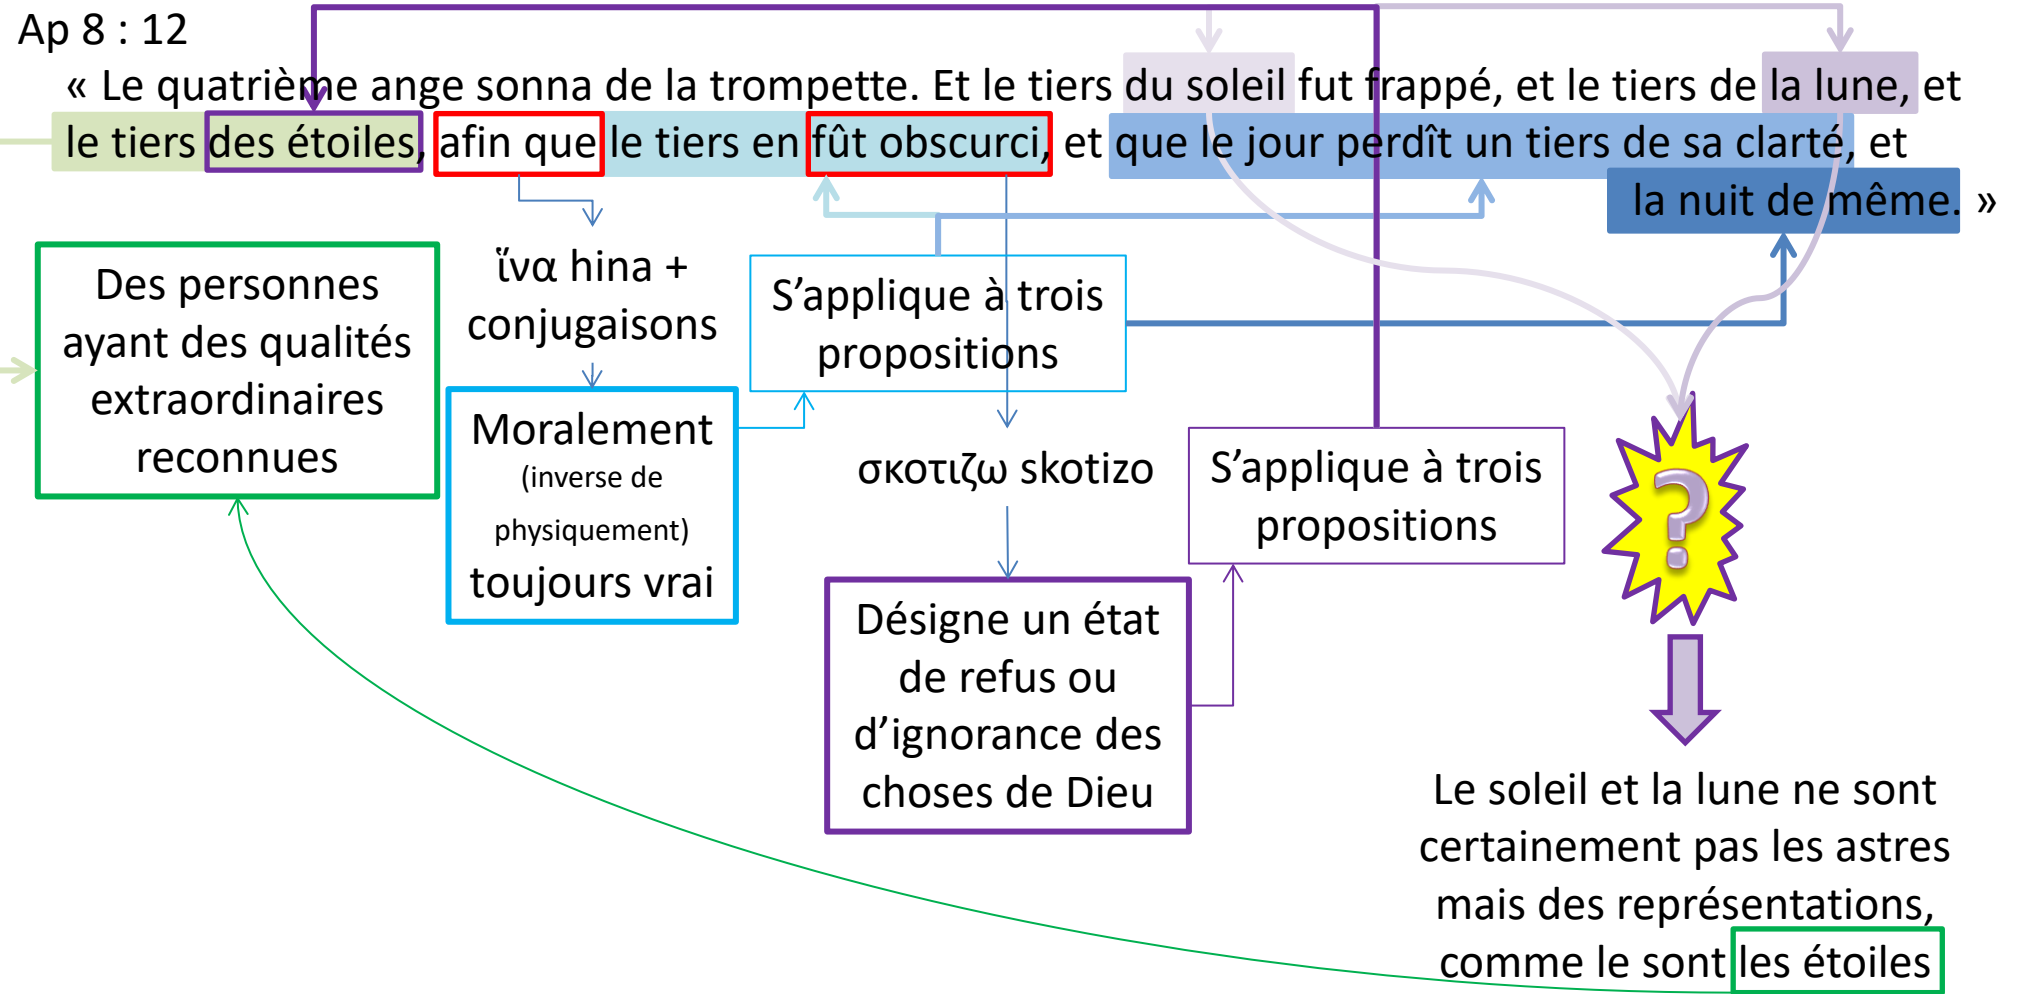 Ap 8 : 12
« Le quatrième ange sonna de la trompette. Et le tiers du soleil fut frappé, et le tiers de la lune, et
le tiers des étoiles, afin que le tiers en fût obscurci, et que le jour perdît un tiers de sa clarté, et
la nuit de même. »
Des personnes
ayant des qualités
extraordinaires
reconnues
ἵνα hina +
conjugaisons
Moralement
(inverse de
physiquement)
toujours vrai
S’applique à trois
propositions
σκοτιζω skotizo
Désigne un état
de refus ou
d’ignorance des
choses de Dieu
S’applique à trois
propositions
?
Le soleil et la lune ne sont
certainement pas les astres
mais des représentations,
comme le sont les étoiles